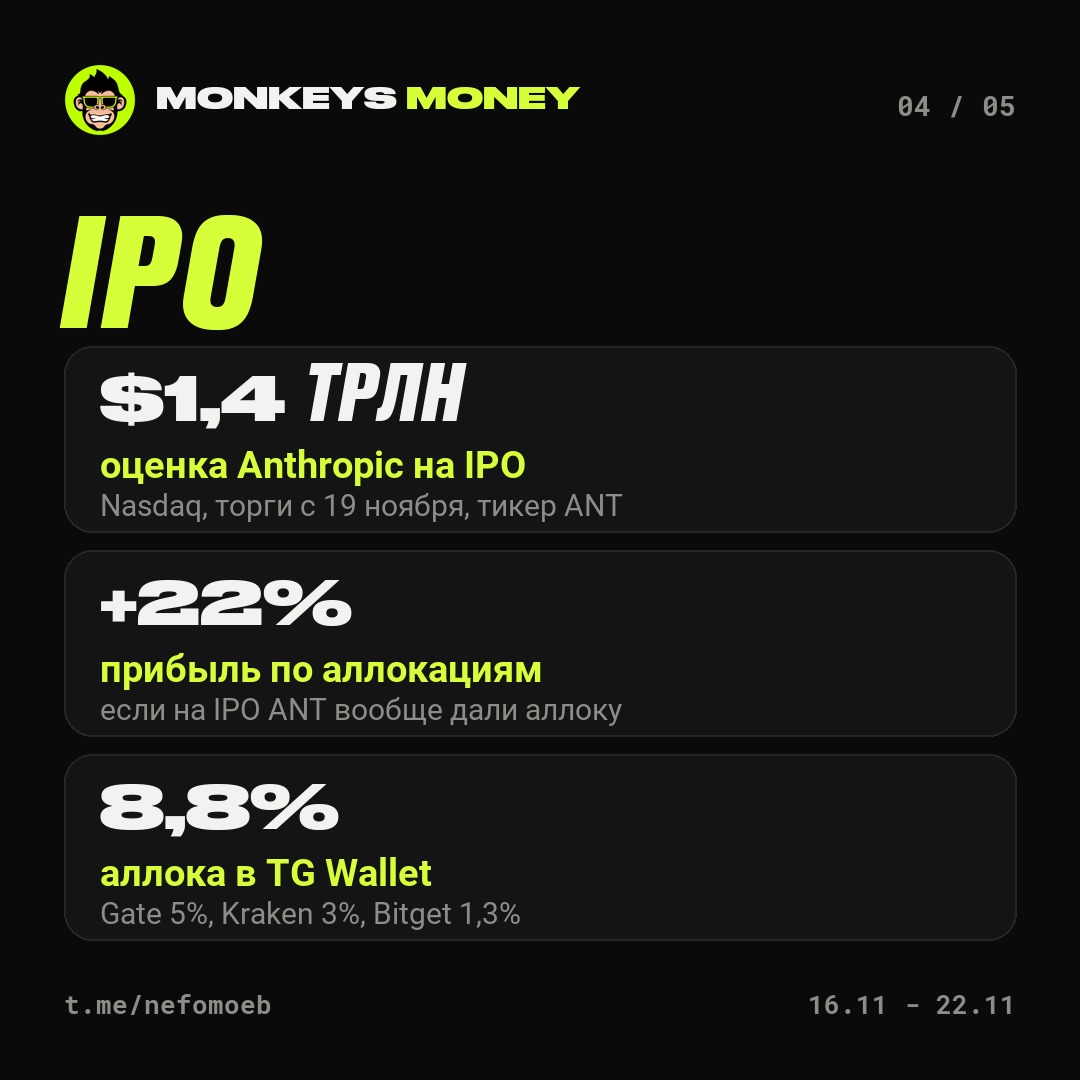 MONKEYS MONEY
04 / 05
IPO
$1,4 ТРЛН
оценка Anthropic на IPO
Nasdaq, торги с 19 ноября, тикер ANT
+22%
прибыль по аллокациям
если на IPO ANT вообще дали аллоку
8,8%
аллока в TG Wallet
Gate 5%, Kraken 3%, Bitget 1,3%
t.me/nefomoeb
16.11 - 22.11